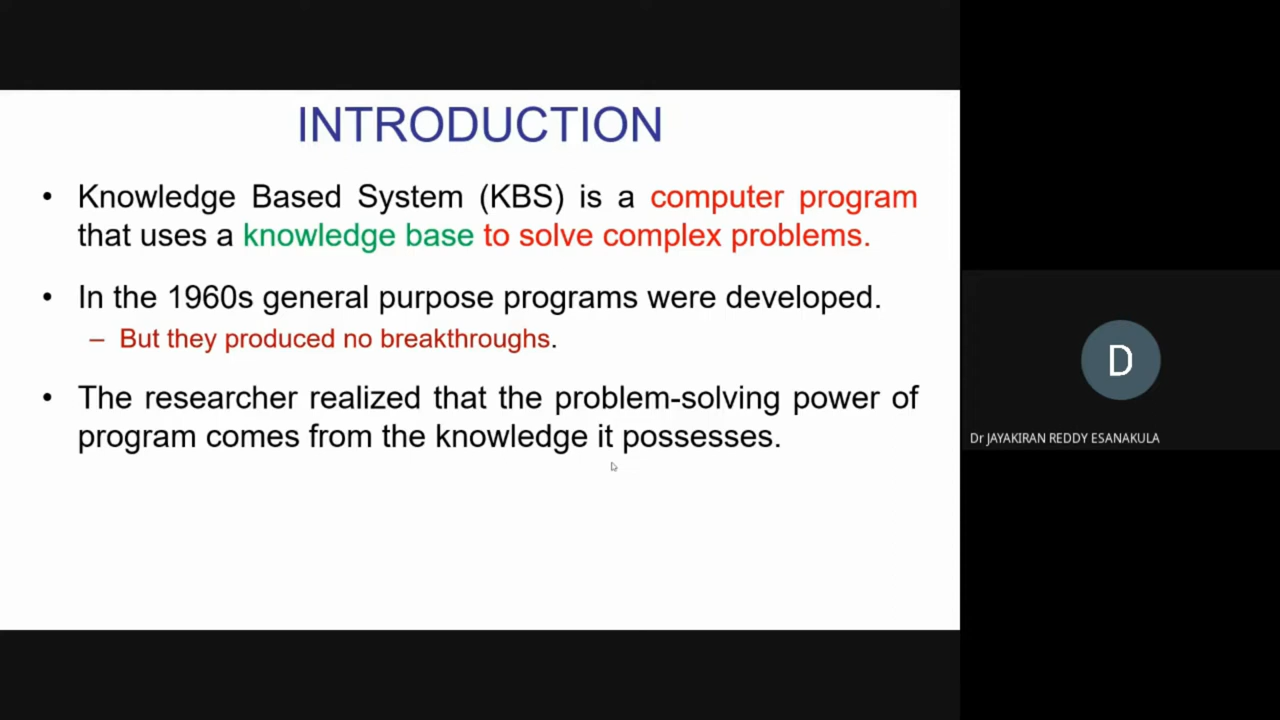 INTRODUCTION
• Knowledge Based System (KBS) is a computer program
that uses a knowledge base to solve complex problems.
• In the 1960s general purpose programs were developed.
– But they produced no breakthroughs.
• The researcher realized that the problem-solving power of
program comes from the knowledge it possesses.
D
Dr JAYAKIRAN REDDY ESANAKULA